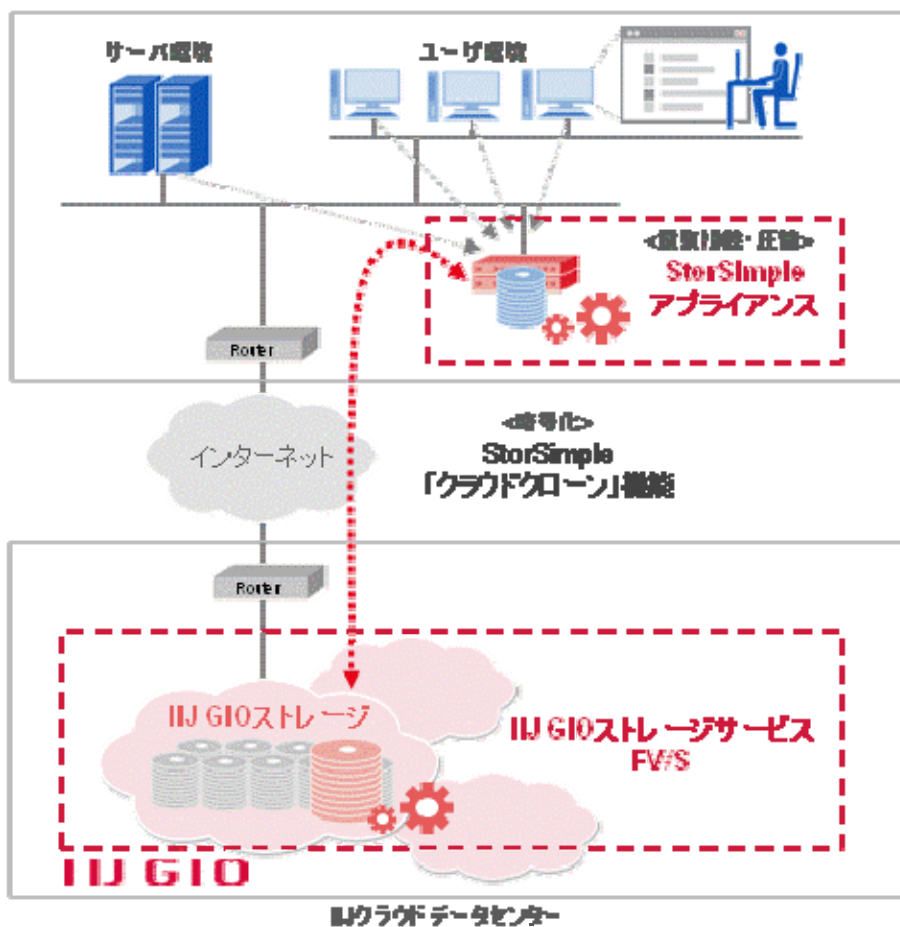 サーバ環境
ユーザ環境
<重複排除・圧縮>
StorSimple
アプライアンス
Router
インターネット
<暗号化>
StorSimple
「クラウドクローン」機能
Router
IIJ GIOストレージ
IIJ GIOストレージサービス
FV/S
IIJ GIO
IIJクラウドデータセンター